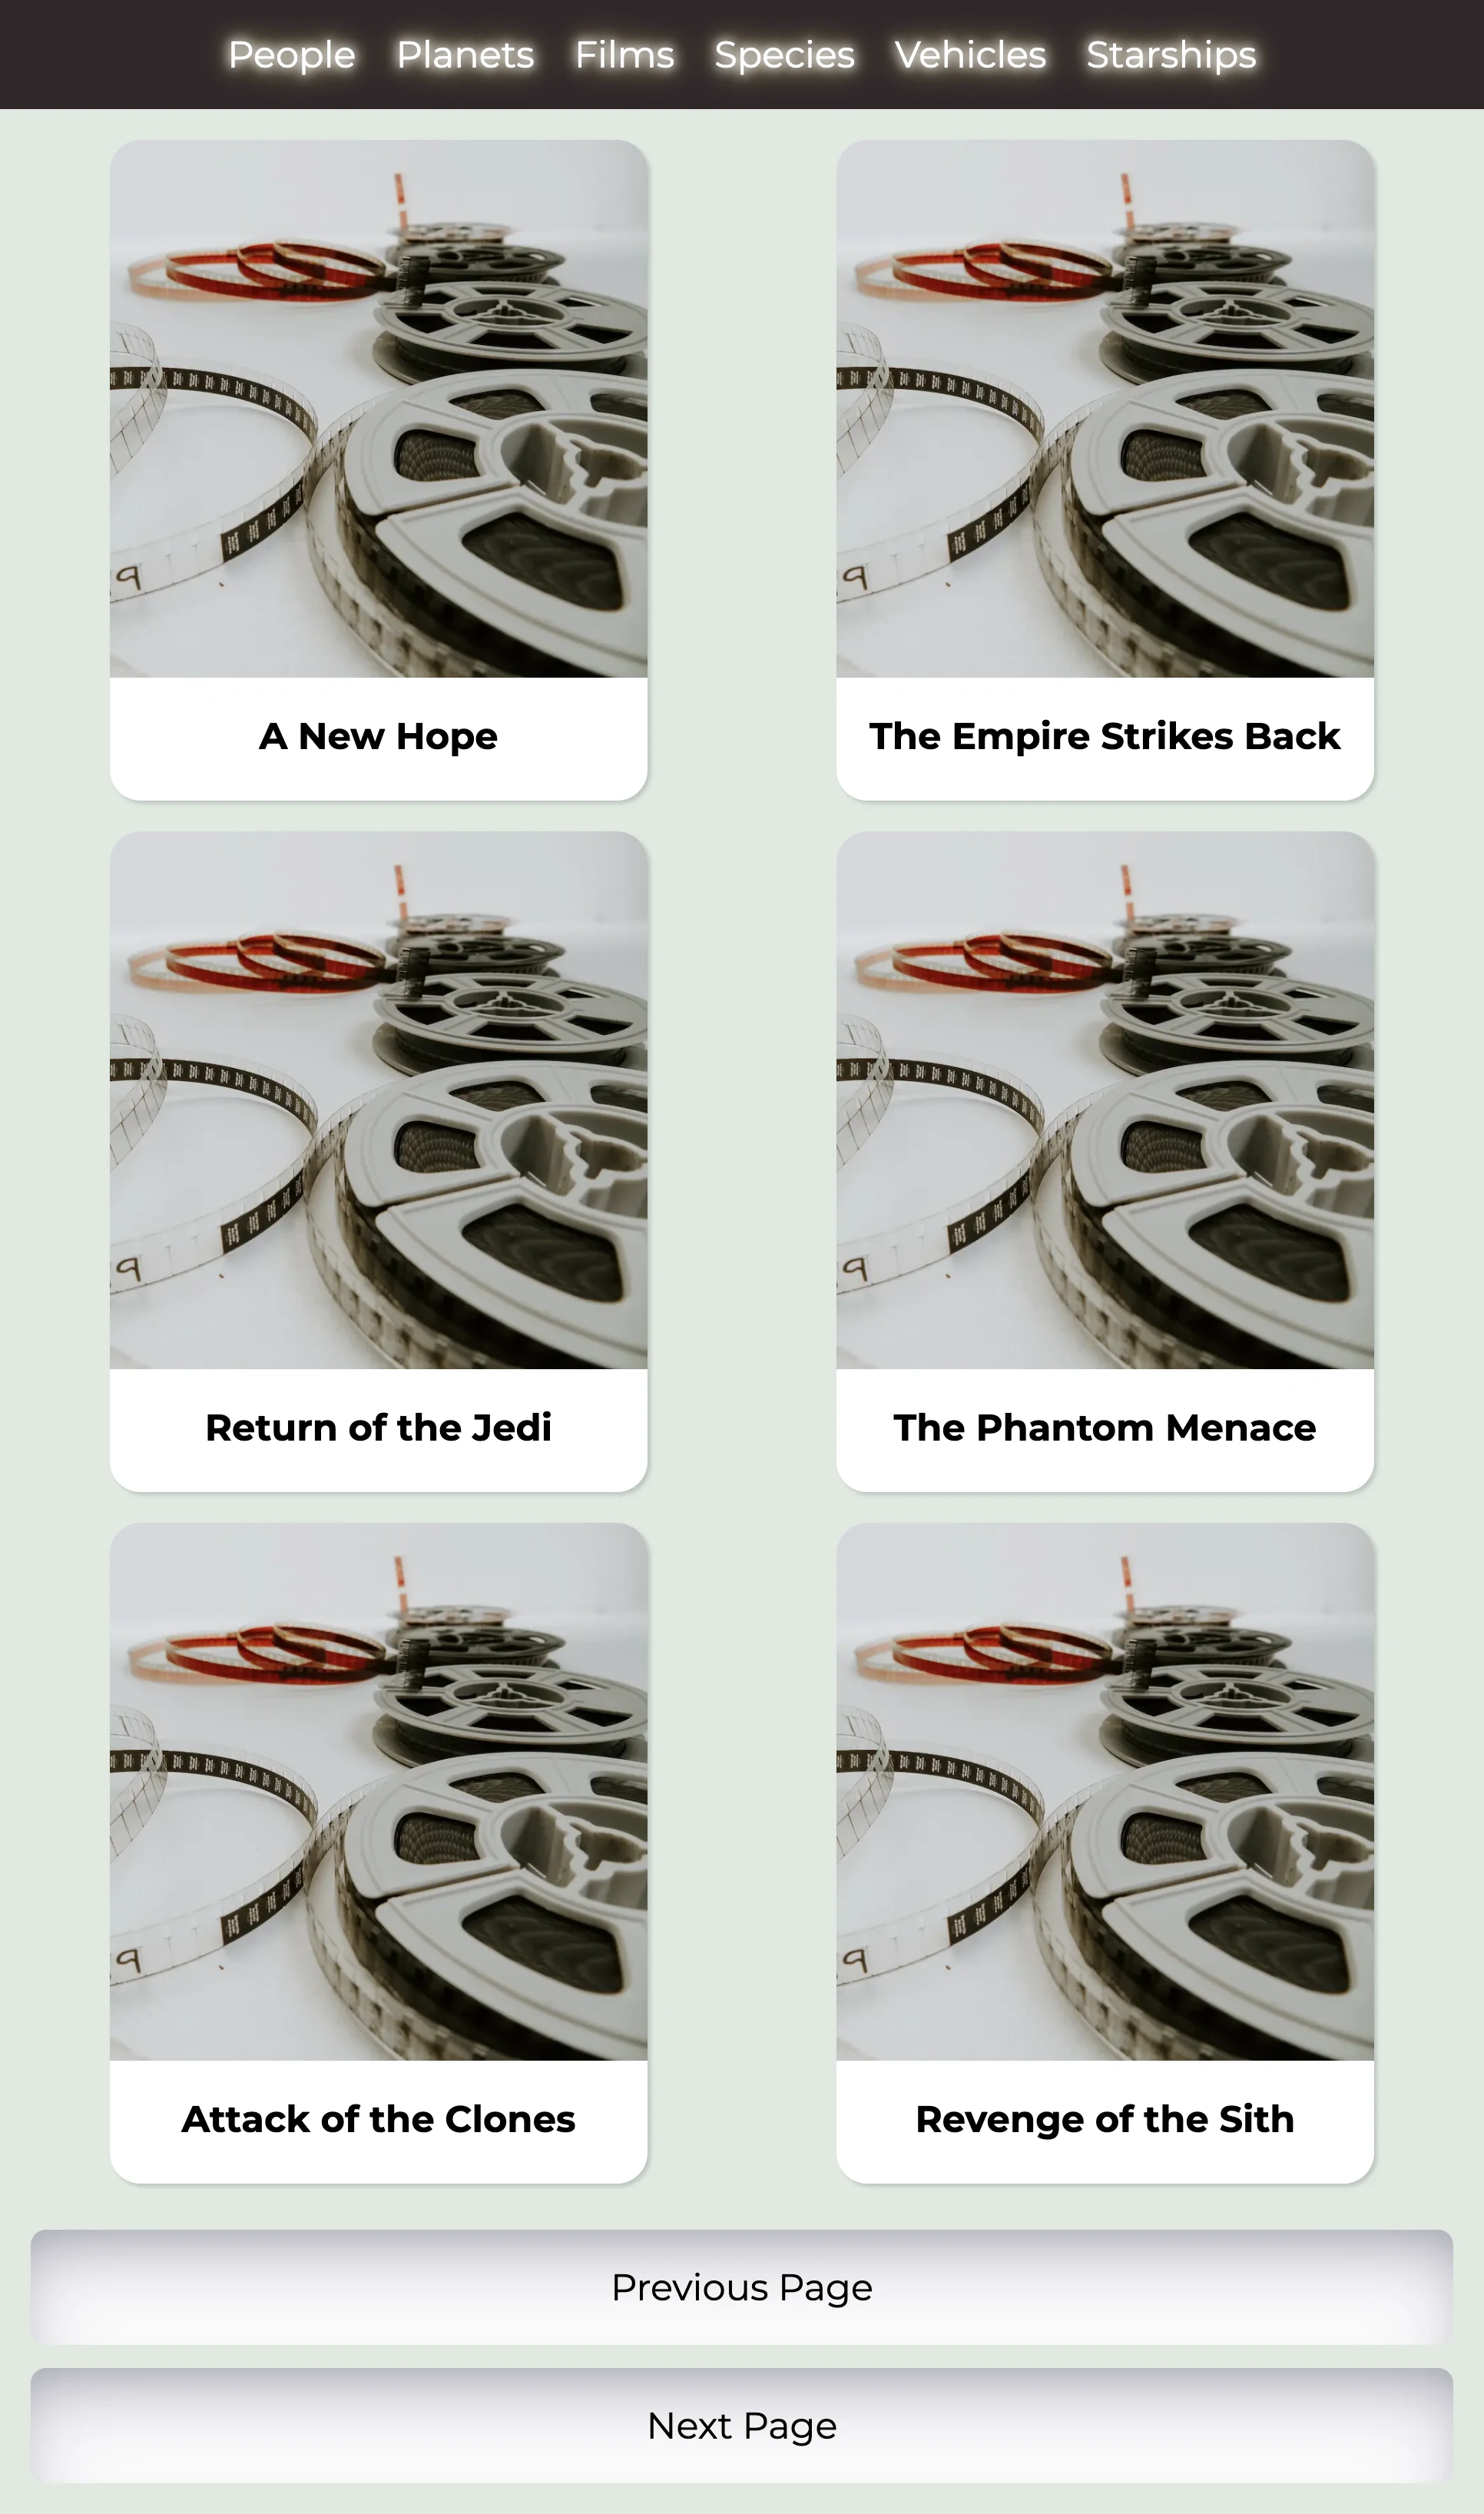 People Planets Films Species Vehicles Starships
9
9
A New Hope
The Empire Strikes Back
9
9
Return of the Jedi
The Phantom Menace
9
9
Attack of the Clones
Revenge of the Sith
Previous Page
Next Page